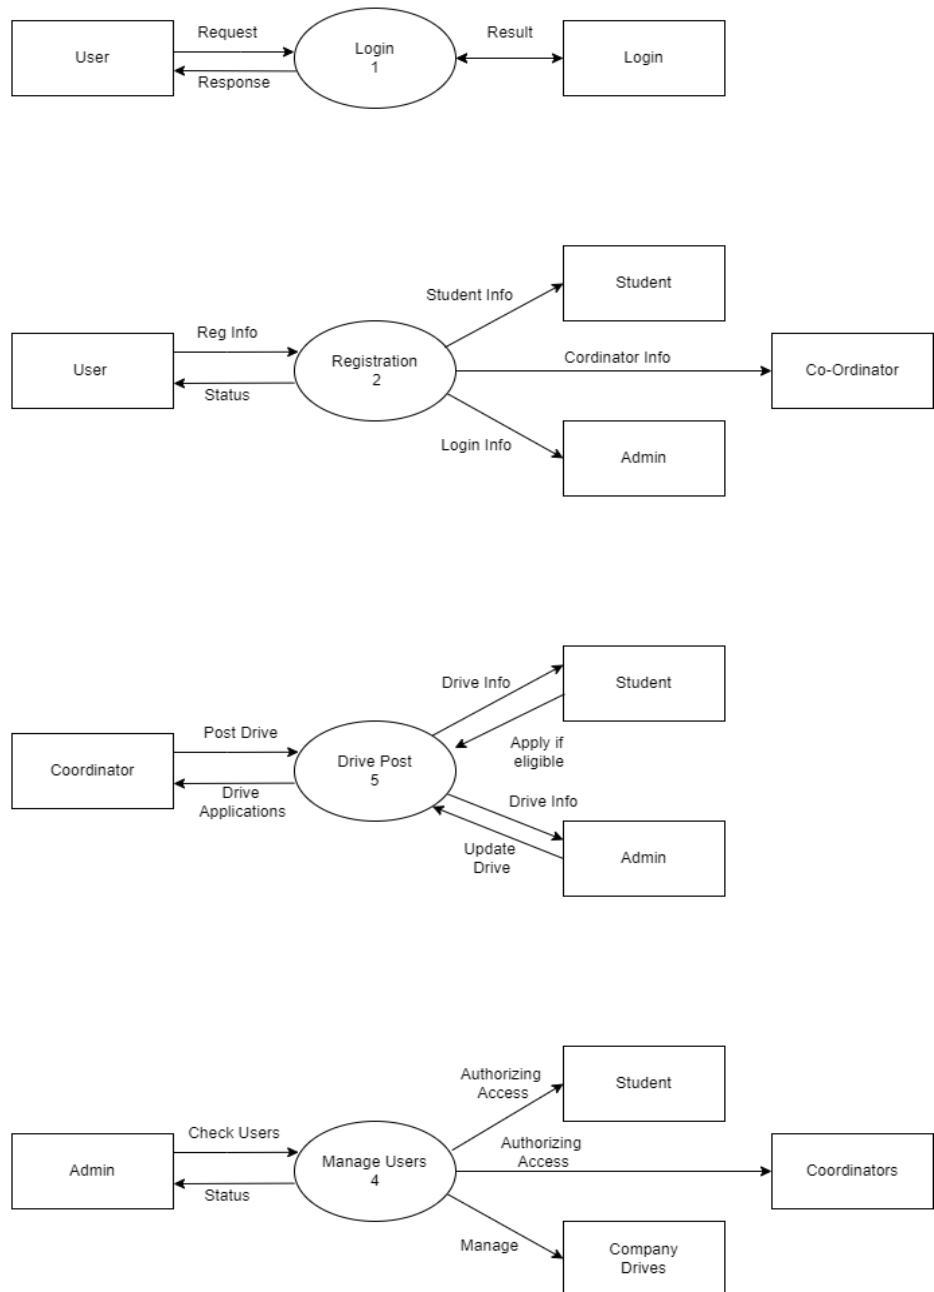 Request
User
Login
1
Result
Login
Response
Student
Student Info
Reg Info
User
Registration
2
Cordinator Info
Co-Ordinator
Status
Login Info
Admin
Drive Info
Student
Post Drive
Coordinator
Drive Post
5
Apply if
eligible
Drive
Applications
Drive Info
Update
Drive
Admin
Authorizing
Access
Student
Check Users
Admin
Manage Users
4
Authorizing
Access
Coordinators
Status
Manage
Company
Drives